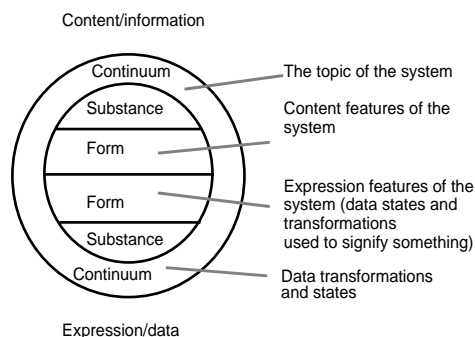 Content/information
Continuum
The topic of the system
Substance
Content features of the
system
Form
Form
Expression features of the
system (data states and
transformations
used to signify something)
Substance
Continuum
Data transformations
and states
Expression/data